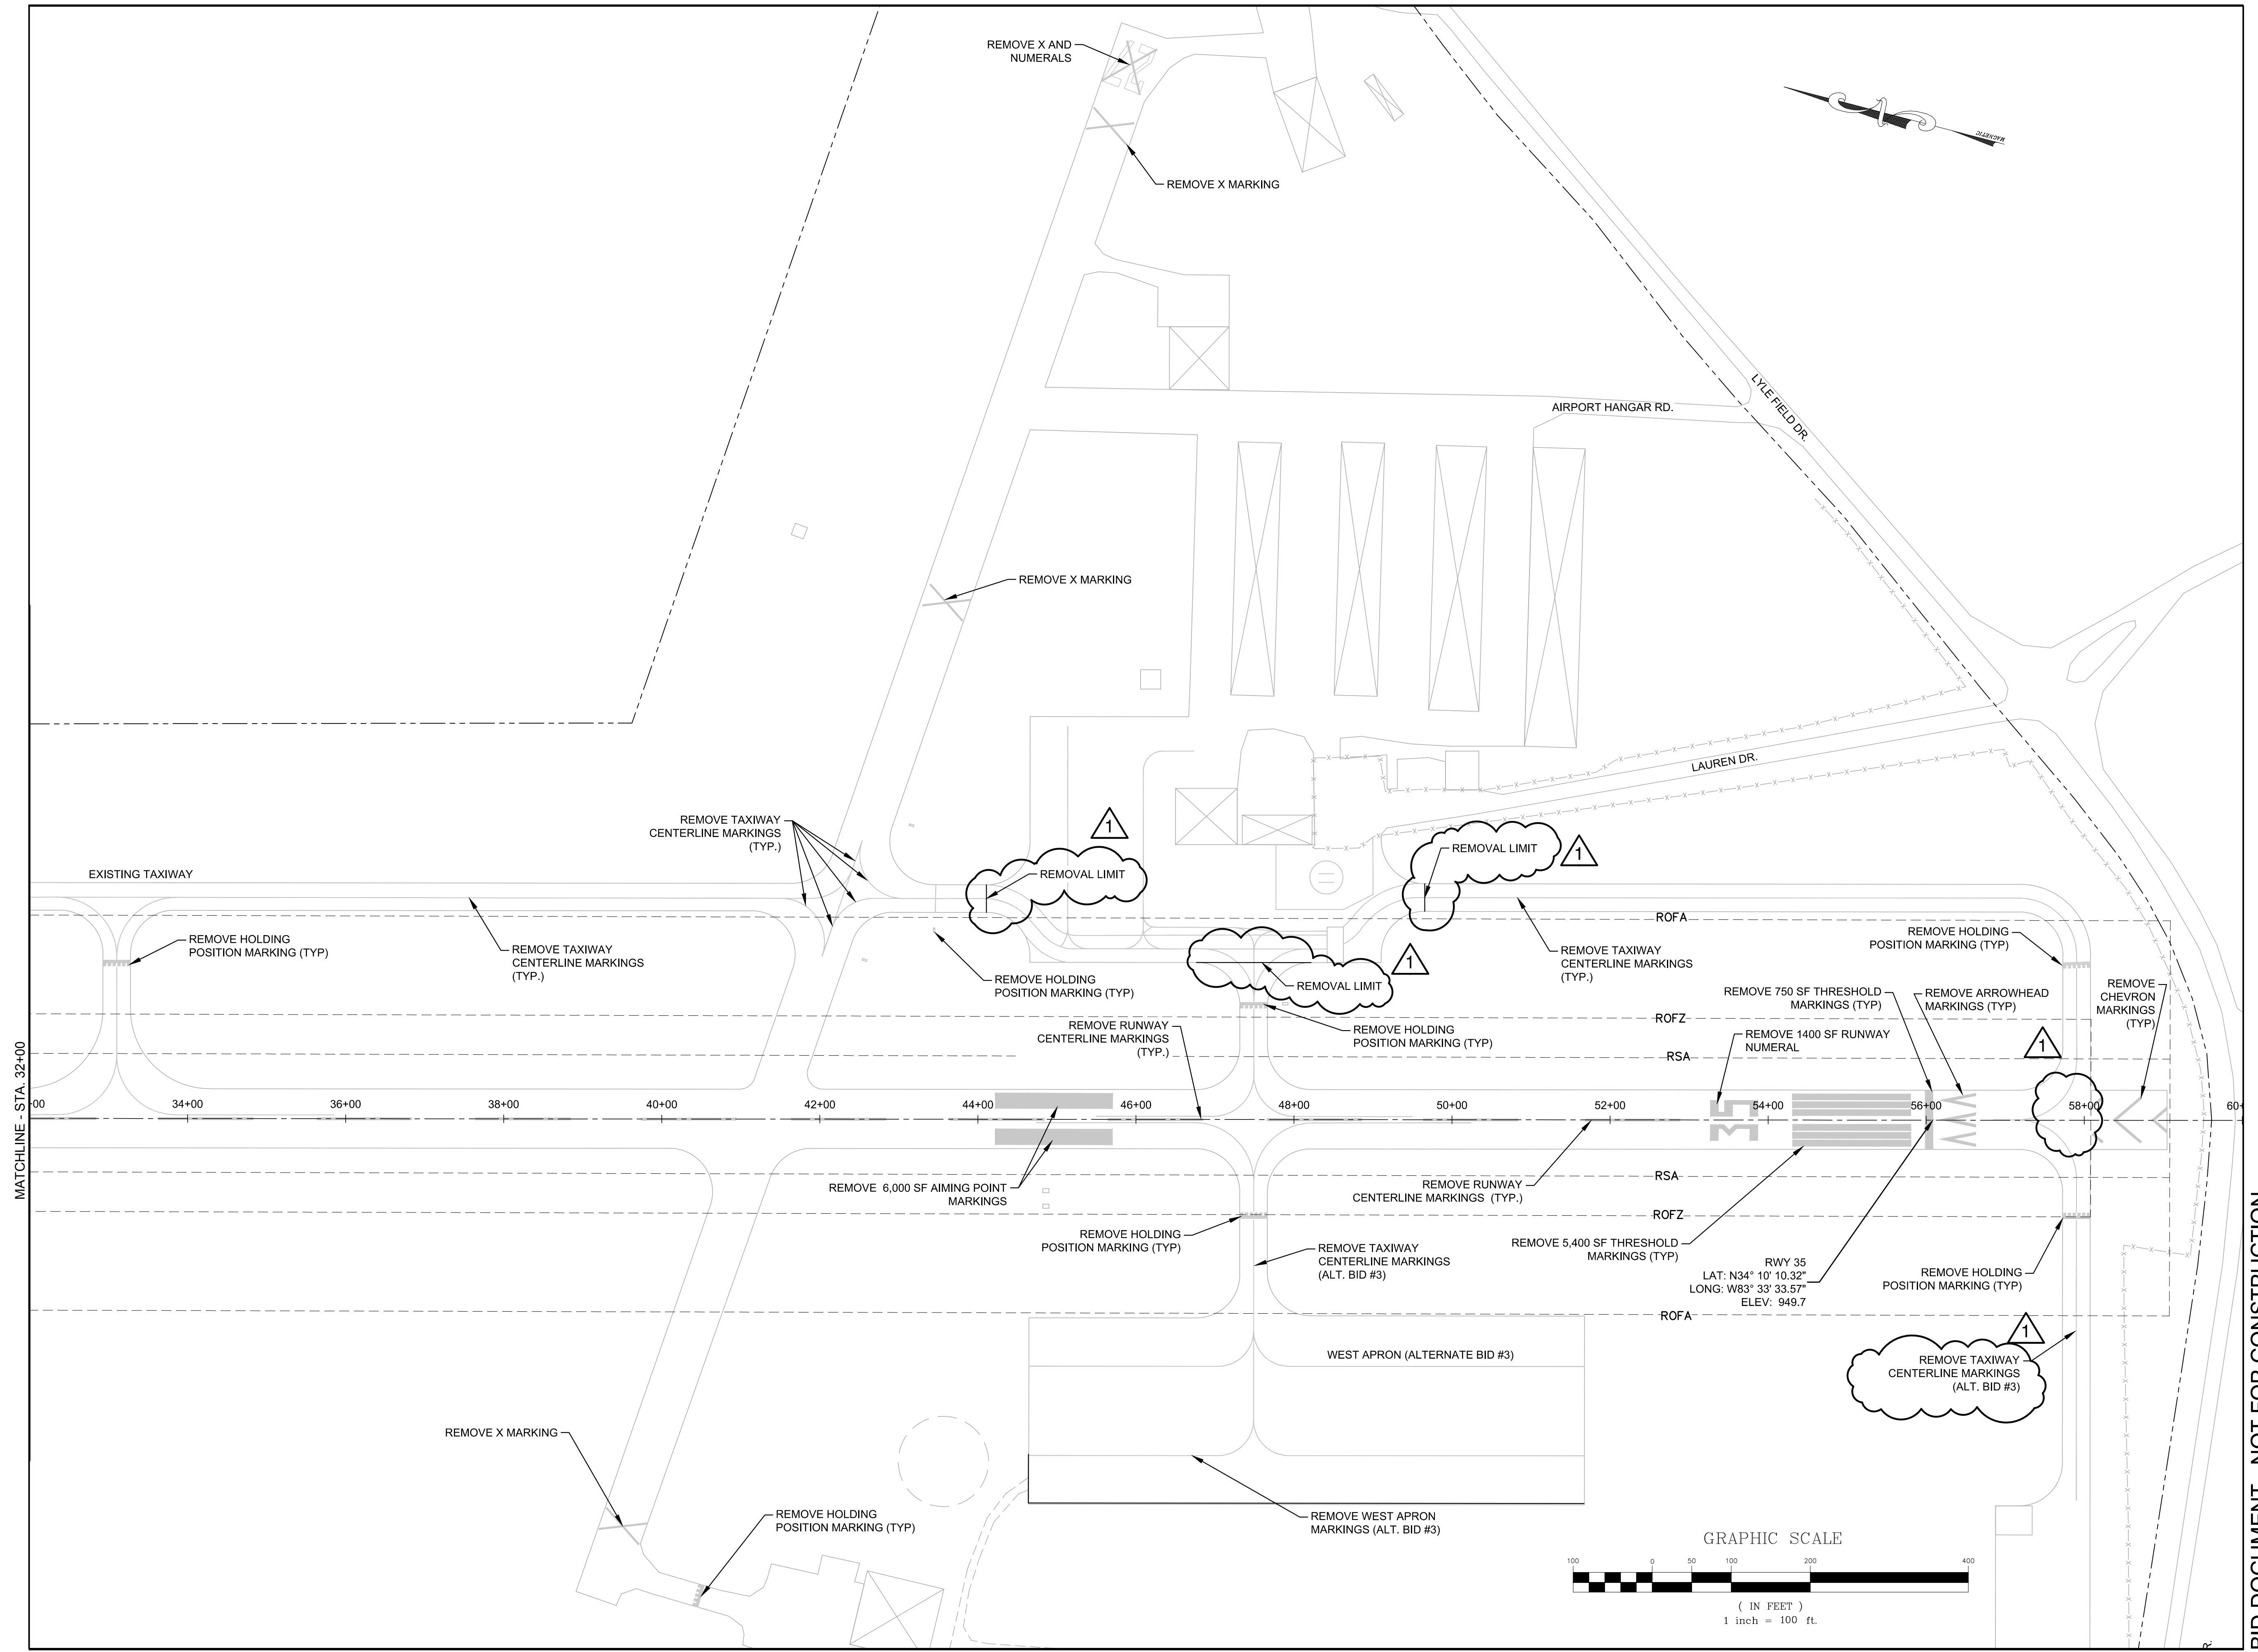 REMOVE X AND
NUMERALS
REMOVE X MARKING
MAGNETIC
AIRPORT HANGAR RD.
LYLE FIELD DR.
REMOVE X MARKING
LAUREN DR.
REMOVE TAXIWAY
CENTERLINE MARKINGS
(TYP.)
1
REMOVAL LIMIT
REMOVAL LIMIT
1
EXISTING TAXIWAY
REMOVE HOLDING
POSITION MARKING (TYP)
REMOVE TAXIWAY
CENTERLINE MARKINGS
(TYP.)
REMOVE HOLDING
POSITION MARKING (TYP)
1
REMOVAL LIMIT
REMOVE TAXIWAY
CENTERLINE MARKINGS
(TYP.)
ROFA
REMOVE HOLDING
POSITION MARKING (TYP)
REMOVE RUNWAY
CENTERLINE MARKINGS
(TYP.)
REMOVE HOLDING
POSITION MARKING (TYP)
ROFZ
RSA
REMOVE 750 SF THRESHOLD
MARKINGS (TYP)
REMOVE ARROWHEAD
MARKINGS (TYP)
REMOVE
CHEVRON
MARKINGS
(TYP)
REMOVE 1400 SF RUNWAY
NUMERAL
1
MATCHLINE - STA. 32+00
+00 34+00 36+00 38+00 40+00 42+00 44+00 46+00 48+00 50+00 52+00 54+00 56+00 58+00 60+
35
REMOVE 6,000 SF AIMING POINT
MARKINGS
REMOVE RUNWAY
CENTERLINE MARKINGS (TYP.)
RSA
ROFZ
REMOVE HOLDING
POSITION MARKING (TYP)
REMOVE TAXIWAY
CENTERLINE MARKINGS
(ALT. BID #3)
REMOVE 5,400 SF THRESHOLD
MARKINGS (TYP)
RWY 35
LAT: N34° 10' 10.32"
LONG: W83° 33' 33.57"
ELEV: 949.7
REMOVE HOLDING
POSITION MARKING (TYP)
ROFA
1
WEST APRON (ALTERNATE BID #3)
REMOVE TAXIWAY
CENTERLINE MARKINGS
(ALT. BID #3)
REMOVE X MARKING
REMOVE HOLDING
POSITION MARKING (TYP)
REMOVE WEST APRON
MARKINGS (ALT. BID #3)
GRAPHIC SCALE
100 0 50 100 200 400
( IN FEET )
1 inch = 100 ft.
R.
BID DOCUMENT NOT FOR CONSTRUCTION